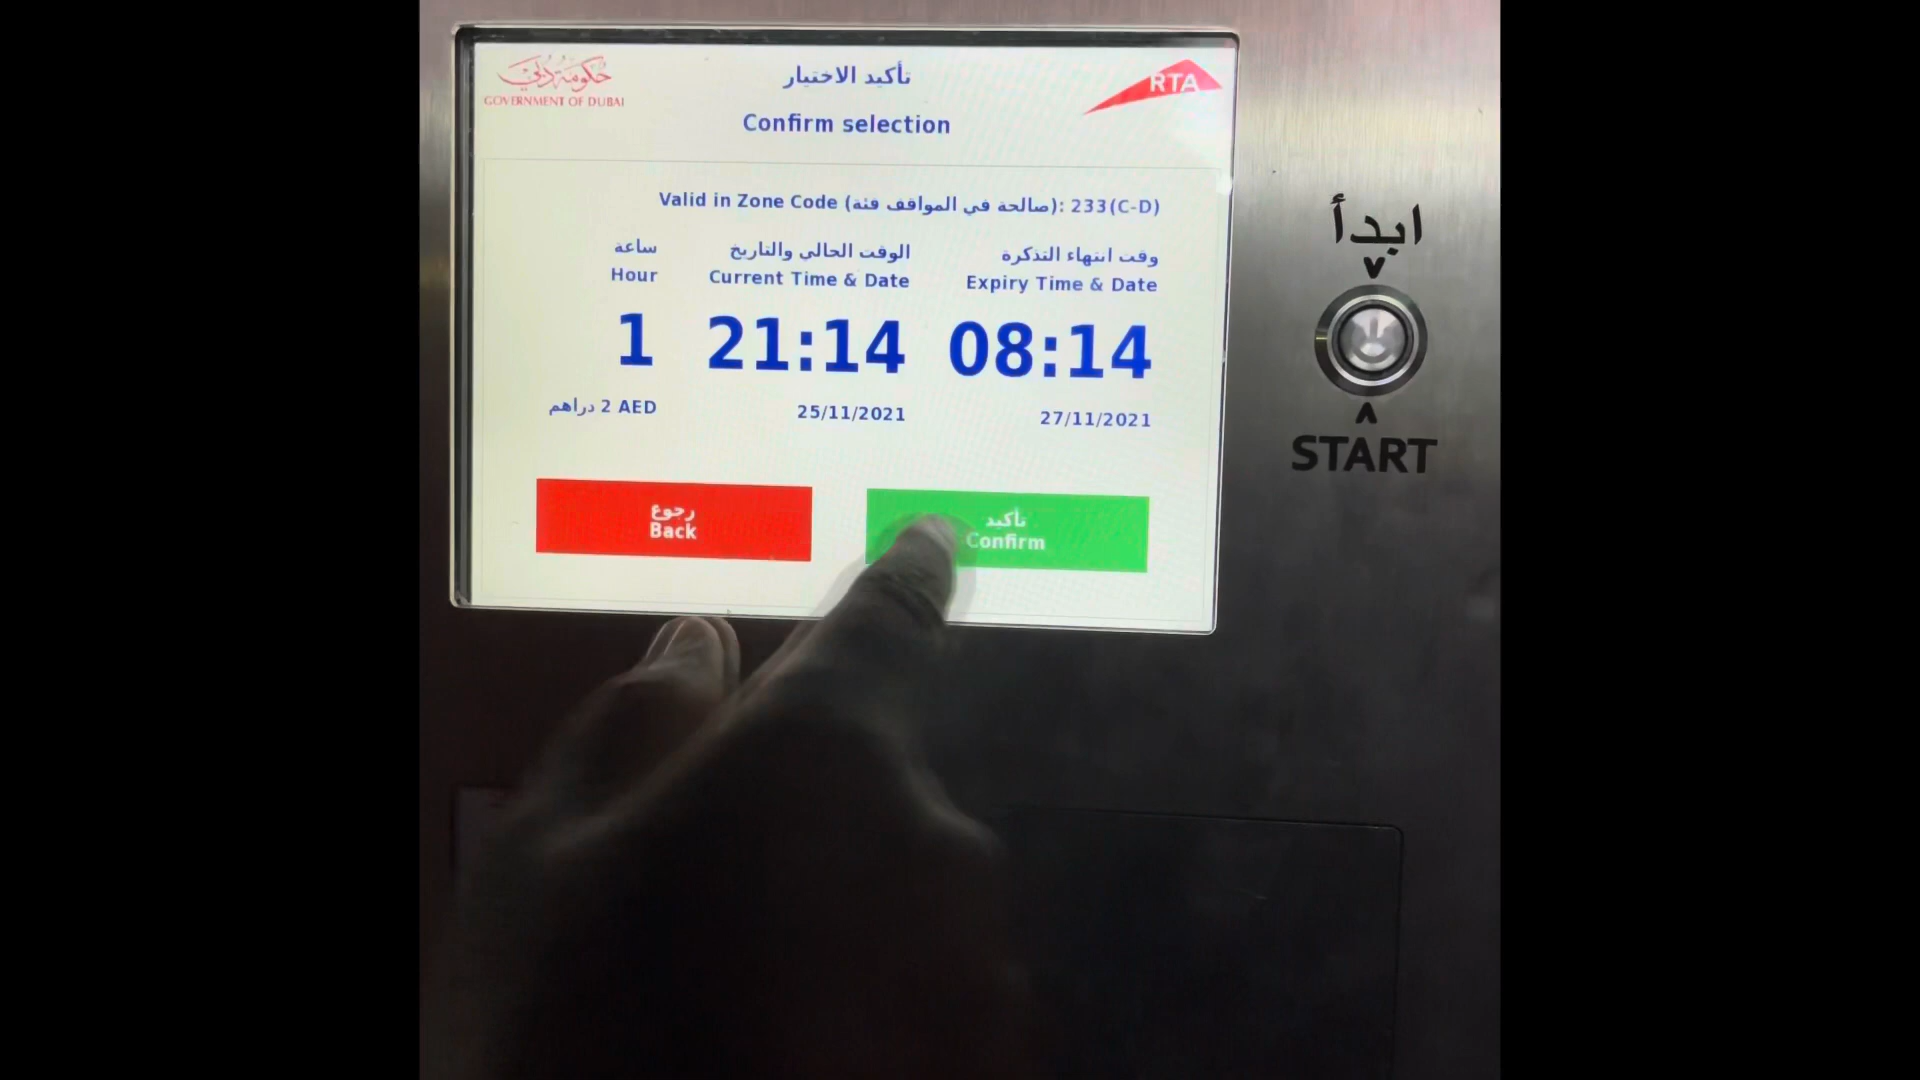 حكومة دبي
GOVERNMENT OF DUBAI
تأكيد الاختيار
Confirm selection
RTA
Valid in Zone Code (صالحة في المواقف فئة): 233(C-D)
ساعة
Hour
1
2 دراهم AED
الوقت الحالي والتاريخ
Current Time & Date
21:14
25/11/2021
وقت انتهاء التذكرة
Expiry Time & Date
08:14
27/11/2021
رجوع
Back
تأكيد
Confirm
ابدأ
START